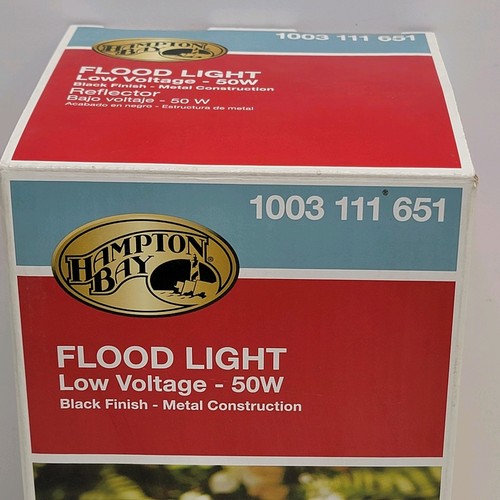 HAMPTON BAY
1003 111 651
FLOOD LIGHT
Low Voltage - 50W
Black Finish - Metal Construction
Reflector
Bajo voltaje - 50 W
Acabado en negro - Estructura de metal
1003 111 651
HAMPTON
BAY
®
FLOOD LIGHT
Low Voltage - 50W
Black Finish - Metal Construction